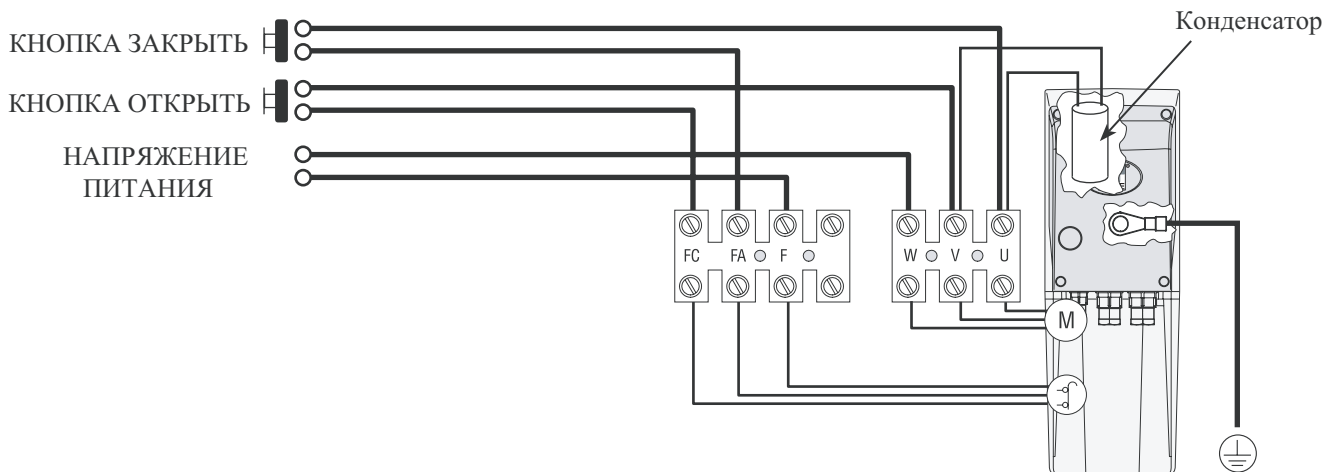 Конденсатор
КНОПКА ЗАКРЫТЬ
КНОПКА ОТКРЫТЬ
НАПРЯЖЕНИЕ
ПИТАНИЯ
FC FA F W V U
M